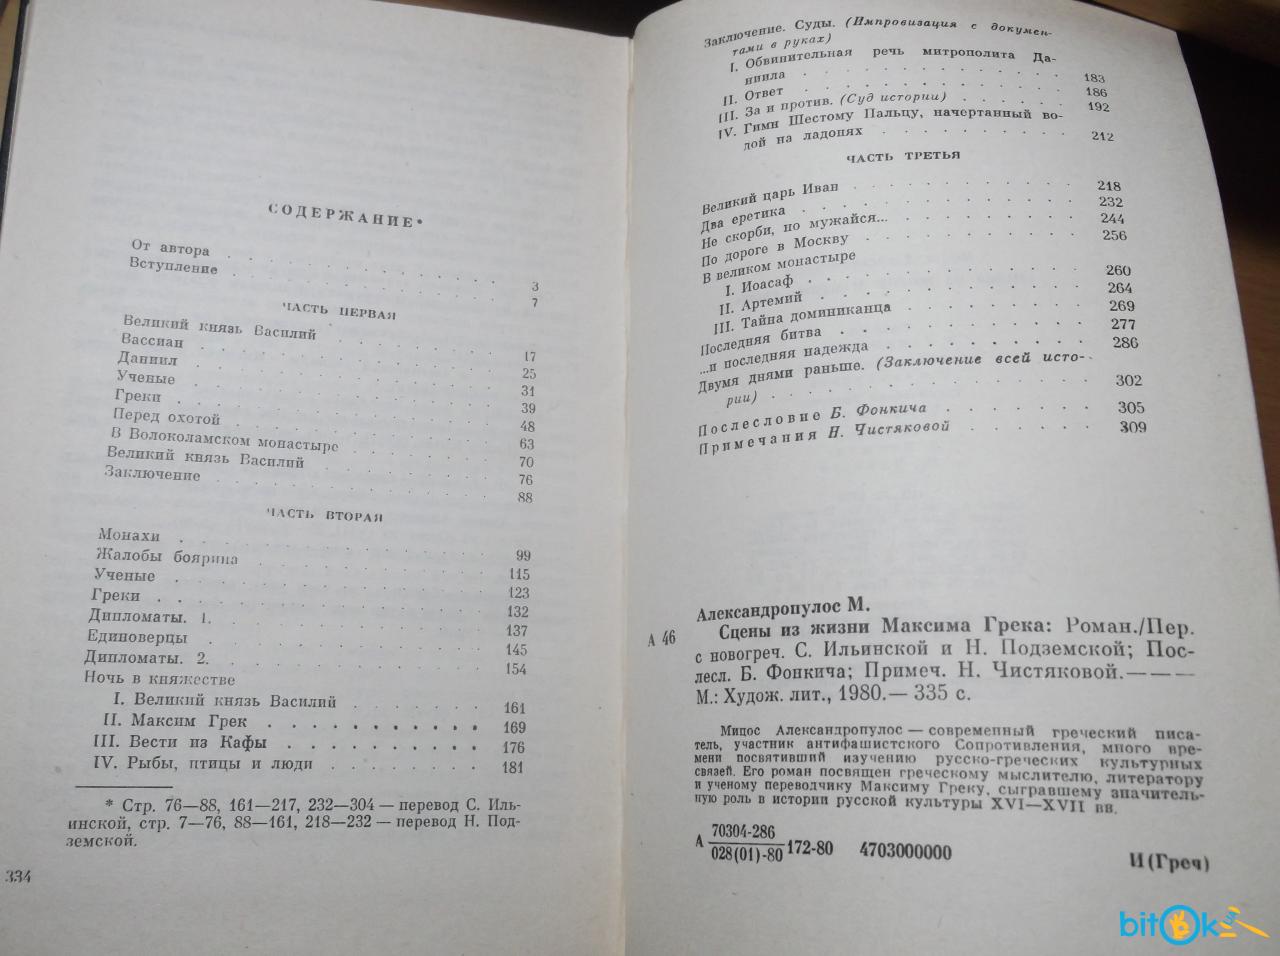 СОДЕРЖАНИЕ*
От автора . . . . . . . . . . . . 3
Вступление . . . . . . . . . . . . 7
ЧАСТЬ ПЕРВАЯ
Великий князь Василий . . . . . . . . 17
Вассиан . . . . . . . . . . . . 25
Даниил . . . . . . . . . . . . 31
Ученые . . . . . . . . . . . . 39
Греки . . . . . . . . . . . . 48
Перед охотой . . . . . . . . . . . 63
В Волоколамском монастыре . . . . . . 70
Великий князь Василий . . . . . . . . 76
Заключение . . . . . . . . . . . 88
ЧАСТЬ ВТОРАЯ
Монахи . . . . . . . . . . . . 99
Жалобы боярина . . . . . . . . . . 115
Ученые . . . . . . . . . . . . 123
Греки . . . . . . . . . . . . 132
Дипломаты. 1. . . . . . . . . . . 137
Единоверцы . . . . . . . . . . . 145
Дипломаты. 2. . . . . . . . . . . 154
Ночь в княжестве
I. Великий князь Василий . . . . . . . 161
II. Максим Грек . . . . . . . . . . 169
III. Вести из Кафы . . . . . . . . . 176
IV. Рыбы, птицы и люди . . . . . . . 181
* Стр. 76—88, 161—217, 232—304 — перевод С. Иль-
инской, стр. 7—76, 88—161, 218—232 — перевод Н. Под-
земской.
334
Заключение. Суды. (Импровизация с докумен-
тами в руках)
I. Обвинительная речь митрополита Да-
ниила . . . . . . . . . . . . 183
II. Ответ . . . . . . . . . . . . 186
III. За и против. (Суд истории) . . . . . . 192
IV. Гимн Шестому Пальцу, начертанный во-
дой на ладонях . . . . . . . . . . 212
ЧАСТЬ ТРЕТЬЯ
Великий царь Иван . . . . . . . . . . 218
Два еретика . . . . . . . . . . . . 232
Не скорби, но мужайся... . . . . . . . . 244
По дороге в Москву . . . . . . . . . . 256
В великом монастыре
I. Иоасаф . . . . . . . . . . . . 260
II. Артемий . . . . . . . . . . . . 264
III. Тайна доминиканца . . . . . . . . 269
Последняя битва . . . . . . . . . . . 277
...и последняя надежда . . . . . . . . . 286
Двумя днями раньше. (Заключение всей исто-
рии) . . . . . . . . . . . . . 302
Послесловие Б. Фонкича . . . . . . . 305
Примечания Н. Чистяковой . . . . . . 309
Александропулос М.
А 46 Сцены из жизни Максима Грека: Роман./Пер.
с новогреч. С. Ильинской и Н. Подземской; Пос-
лесл. Б. Фонкича; Примеч. Н. Чистяковой.— — —
М.: Худож. лит., 1980.— 335 с.
Мицос Александропулос — современный греческий писа-
тель, участник антифашистского Сопротивления, много вре-
мени посвятивший изучению русско-греческих культурных
связей. Его роман посвящен греческому мыслителю, литератору
и ученому переводчику Максиму Греку, сыгравшему значитель-
ную роль в истории русской культуры XVI—XVII вв.
А 70304-286
028(01)-80 172-80 4703000000
И(Греч)
bitOk UA